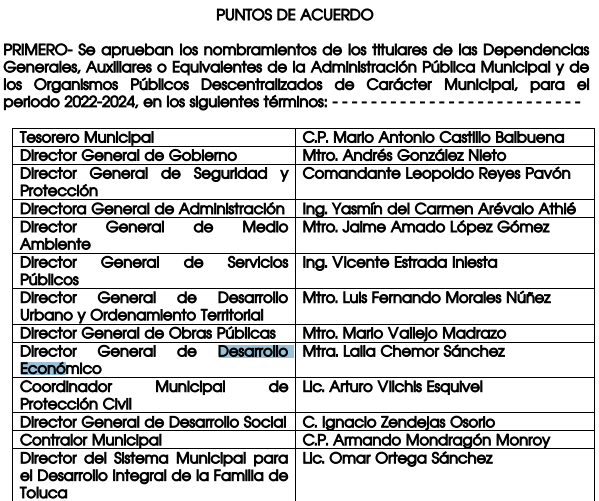 PUNTOS DE ACUERDO
PRIMERO- Se aprueban los nombramientos de los titulares de las Dependencias
Generales, Auxiliares o Equivalentes de la Administración Pública Municipal y de
los Organismos Públicos Descentralizados de Carácter Municipal, para el
periodo 2022-2024, en los siguientes términos: - - - - - - - - - - - - - - - - - - - - - - - - - -
Tesorero Municipal
C.P. Mario Antonio Castillo Balbuena
Director General de Gobierno
Mtro. Andrés González Nieto
Director General de Seguridad y
Protección
Comandante Leopoldo Reyes Pavón
Directora General de Administración
Ing. Yasmín del Carmen Arévalo Athié
Director General de Medio
Ambiente
Mtro. Jaime Amado López Gómez
Director General de Servicios
Públicos
Ing. Vicente Estrada Iniesta
Director General de Desarrollo
Urbano y Ordenamiento Territorial
Mtro. Luis Fernando Morales Núñez
Director General de Obras Públicas
Mtro. Mario Vallejo Madrazo
Director General de Desarrollo
Económico
Mtra. Laila Chemor Sánchez
Coordinador Municipal de
Protección Civil
Lic. Arturo Vilchis Esquivel
Director General de Desarrollo Social
C. Ignacio Zendejas Osorio
Contralor Municipal
C.P. Armando Mondragón Monroy
Director del Sistema Municipal para
el Desarrollo Integral de la Familia de
Toluca
Lic. Omar Ortega Sánchez